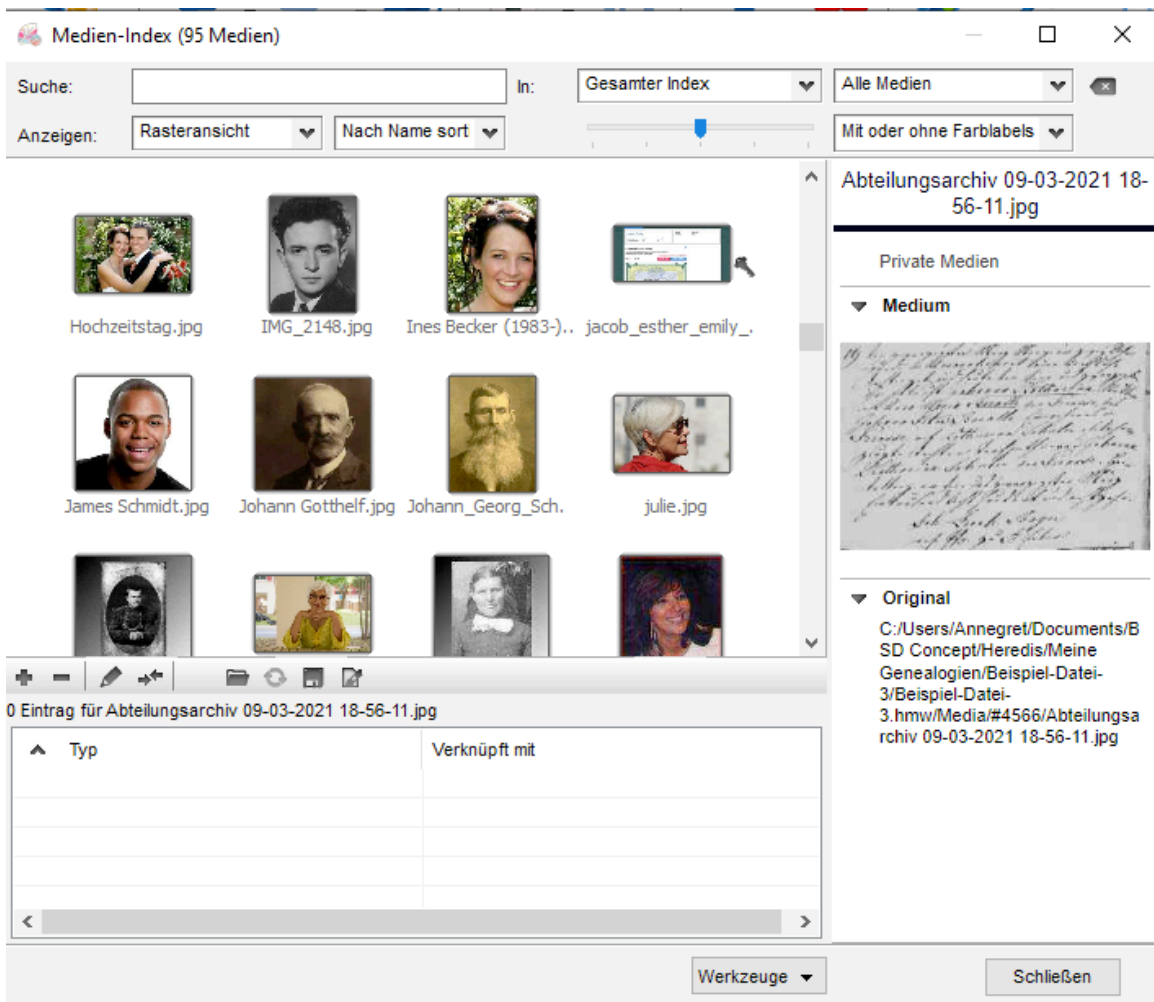 Medien-Index (95 Medien)
Suche:
In:
Gesamter Index
Alle Medien
Anzeigen:
Rasteransicht
Nach Name sorti
Mit oder ohne Farblabels
Hochzeitstag.jpg
IMG_2148.jpg
Ines Becker (1983-)..
jacob_esther_emily_.
James Schmidt.jpg
Johann Gotthelf.jpg
Johann_Georg_Sch.
julie.jpg
0 Eintrag für Abteilungsarchiv 09-03-2021 18-56-11.jpg
Typ
Verknüpft mit
Abteilungsarchiv 09-03-2021 18-
56-11.jpg
Private Medien
Medium
Original
C:/Users/Annegret/Documents/B
SD Concept/Heredis/Meine
Genealogien/Beispiel-Datei-
3/Beispiel-Datei-
3.hmw/Media/#4566/Abteilungsa
rchiv 09-03-2021 18-56-11.jpg
Werkzeuge
Schließen